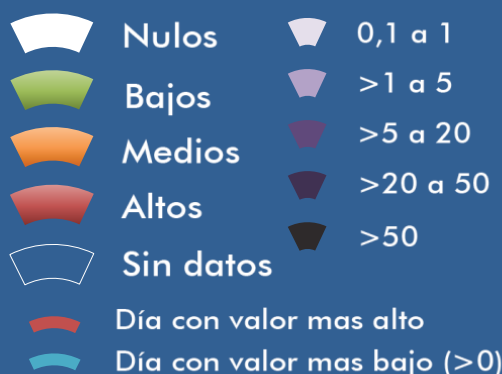 Nulos
Bajos
Medios
Altos
Sin datos
0,1 a 1
>1 a 5
>5 a 20
>20 a 50
>50
Día con valor mas alto
Día con valor mas bajo (>0)